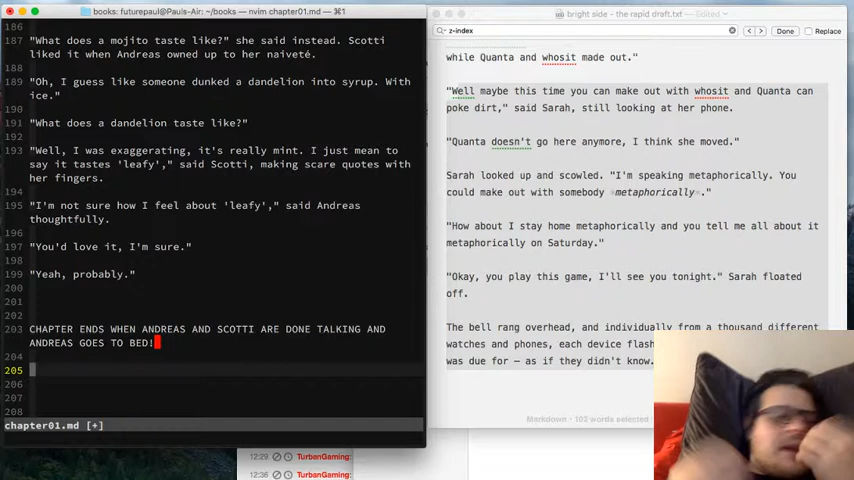 books: futurepaul@Pauls-Air: ~/books — nvim chapter01.md — ⌘1
186
187 "What does a mojito taste like?" she said instead. Scotti
liked it when Andreas owned up to her naiveté.
188
189 "Oh, I guess like someone dunked a dandelion into syrup. With
ice."
190
191 "What does a dandelion taste like?"
192
193 "Well, I was exaggerating, it's really mint. I just mean to
say it tastes 'leafy'," said Scotti, making scare quotes with
her fingers.
194
195 "I'm not sure how I feel about 'leafy'," said Andreas
thoughtfully.
196
197 "You'd love it, I'm sure."
198
199 "Yeah, probably."
200
201
202
203 CHAPTER ENDS WHEN ANDREAS AND SCOTTI ARE DONE TALKING AND
ANDREAS GOES TO BED!
204
205
206
207
208
chapter01.md [+]
bright side - the rapid draft.txt — Edited
z-index
Done
Replace
while Quanta and whosit made out."
"Well maybe this time you can make out with whosit and Quanta can
poke dirt," said Sarah, still looking at her phone.
"Quanta doesn't go here anymore, I think she moved."
Sarah looked up and scowled. "I'm speaking metaphorically. You
could make out with somebody *metaphorically*."
"How about I stay home metaphorically and you tell me all about it
metaphorically on Saturday."
"Okay, you play this game, I'll see you tonight." Sarah floated
off.
The bell rang overhead, and individually from a thousand different
watches and phones, each device flash
was due for — as if they didn't know.
Markdown – 103 words selected
12:29 TurbanGaming:
12:36 TurbanGaming: